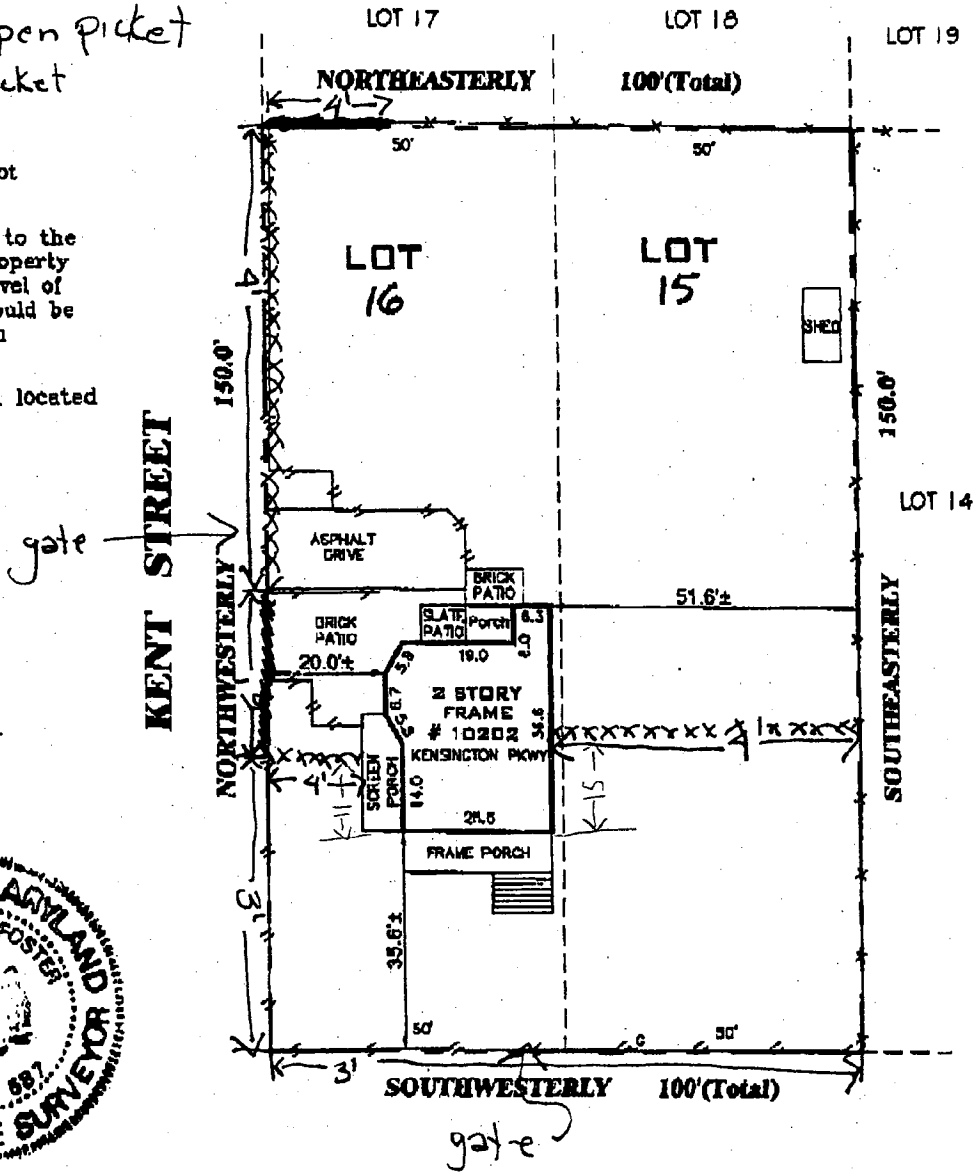 LOT 17
LOT 18
LOT 19
pen picket
cket
NORTHEASTERLY 100'(Total)
4'
50'
50'
ot
to the
operty
vel of
ould be
located
LOT
16
LOT
15
SHED
4'
150.0'
150.0'
LOT 14
KENT STREET
gate
ASPHALT
DRIVE
BRICK
PATIO
BRICK
PATIO
SLATE
PATIO
Porch
6.3
51.6'±
NORTHWESTERLY
SOUTHEASTERLY
20.0'±
19.0
2 STORY
FRAME
# 10202
KENSINGTON PKWY
4'
4'
SCREEN
PORCH
14.0
11
15
FRAME PORCH
3'
35.6'±
50'
50'
3'
SOUTHWESTERLY 100'(Total)
gate
MARYLAND
FOSTER
587
SURVEYOR